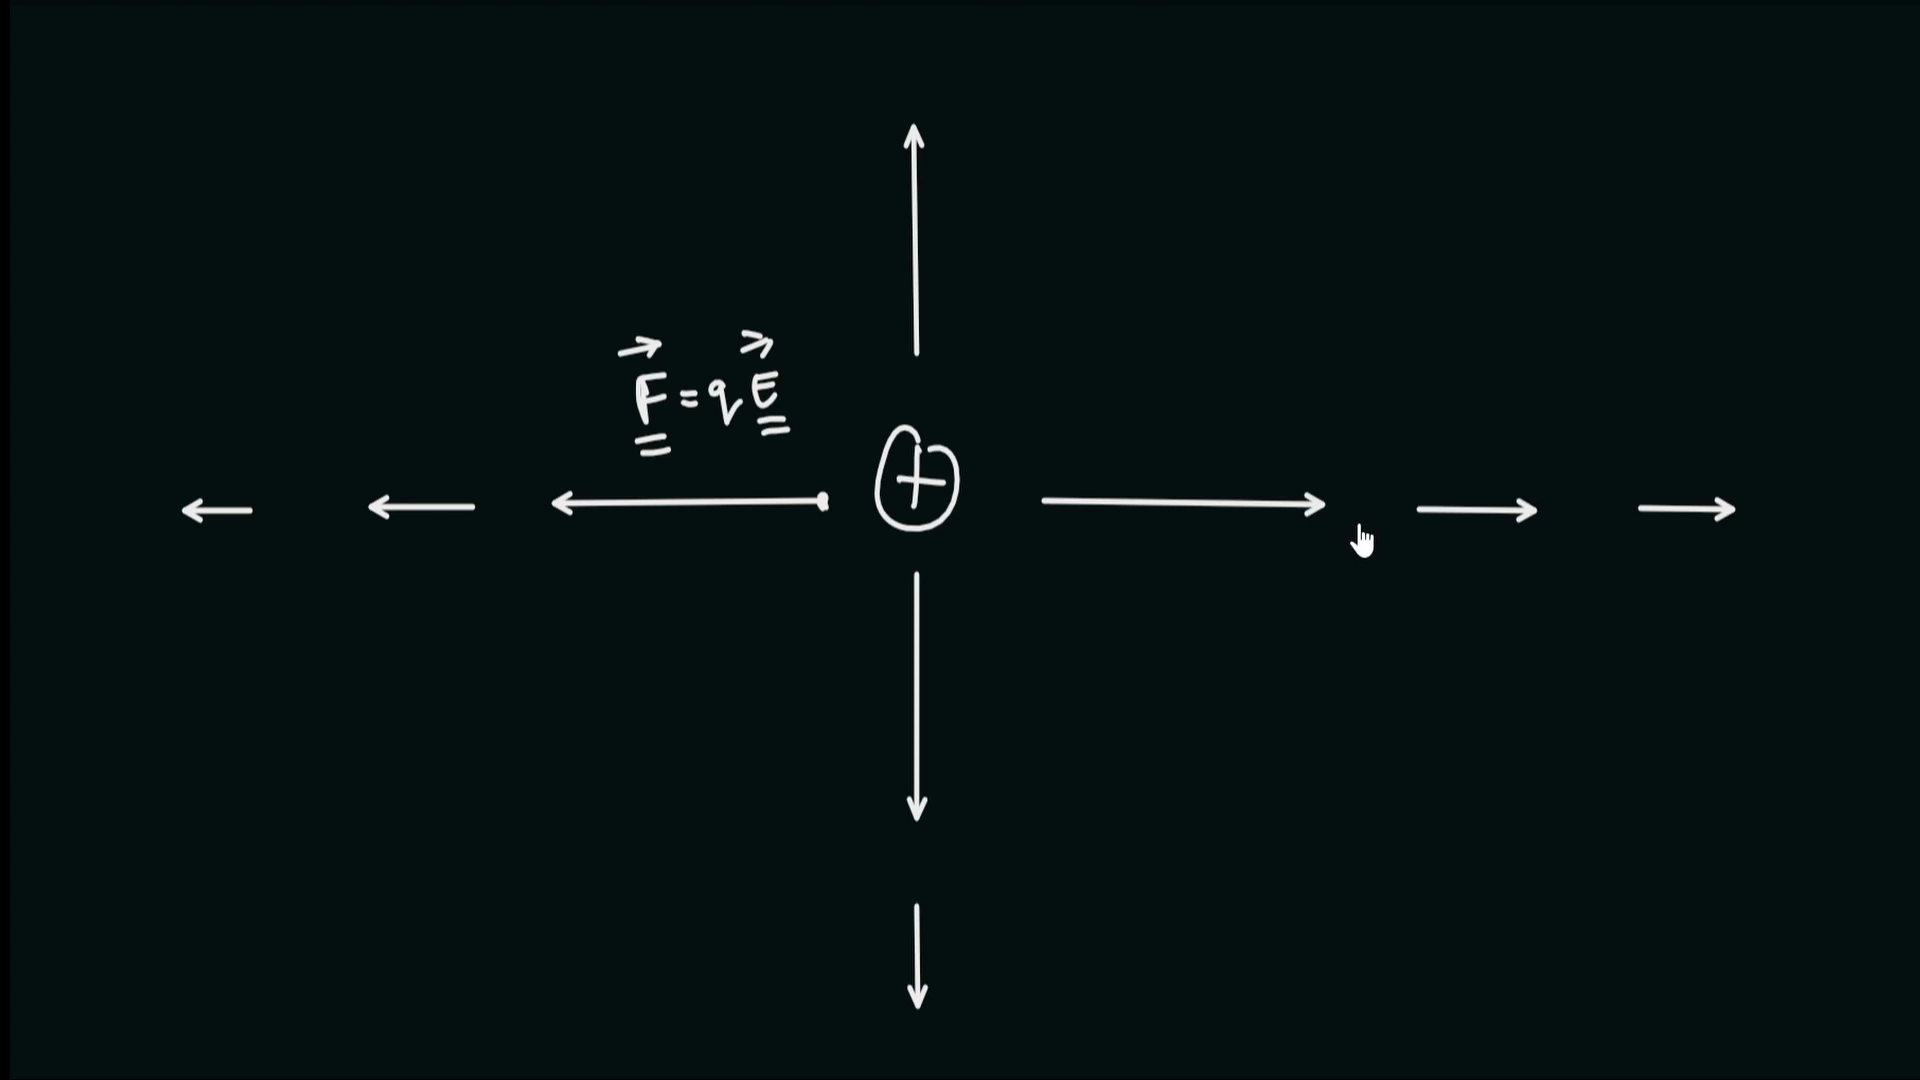 F⃗ = qE⃗
+